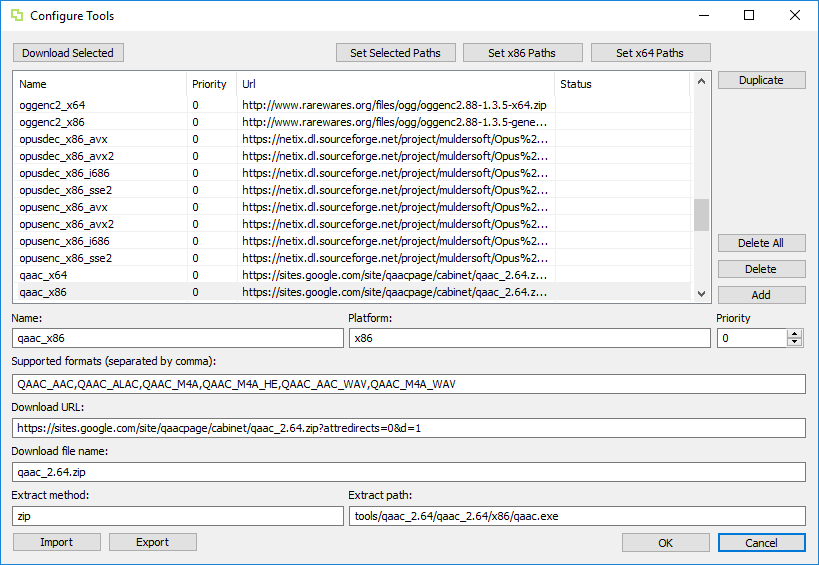 Configure Tools
Download Selected Set Selected Paths Set x86 Paths Set x64 Paths
Name Priority Url Status
Duplicate
oggenc2_x64 0 http://www.rarewares.org/files/ogg/oggenc2.88-1.3.5-x64.zip
oggenc2_x86 0 http://www.rarewares.org/files/ogg/oggenc2.88-1.3.5-gene...
opusdec_x86_avx 0 https://netix.dl.sourceforge.net/project/muldersoft/Opus%2...
opusdec_x86_avx2 0 https://netix.dl.sourceforge.net/project/muldersoft/Opus%2...
opusdec_x86_i686 0 https://netix.dl.sourceforge.net/project/muldersoft/Opus%2...
opusdec_x86_sse2 0 https://netix.dl.sourceforge.net/project/muldersoft/Opus%2...
opusenc_x86_avx 0 https://netix.dl.sourceforge.net/project/muldersoft/Opus%2...
opusenc_x86_avx2 0 https://netix.dl.sourceforge.net/project/muldersoft/Opus%2...
opusenc_x86_i686 0 https://netix.dl.sourceforge.net/project/muldersoft/Opus%2...
Delete All
opusenc_x86_sse2 0 https://netix.dl.sourceforge.net/project/muldersoft/Opus%2...
qaac_x64 0 https://sites.google.com/site/qaacpage/cabinet/qaac_2.64.z...
Delete
qaac_x86 0 https://sites.google.com/site/qaacpage/cabinet/qaac_2.64.z...
Add
Name: Platform: Priority
qaac_x86 x86 0
Supported formats (separated by comma):
QAAC_AAC,QAAC_ALAC,QAAC_M4A,QAAC_M4A_HE,QAAC_AAC_WAV,QAAC_M4A_WAV
Download URL:
https://sites.google.com/site/qaacpage/cabinet/qaac_2.64.zip?attredirects=0&d=1
Download file name:
qaac_2.64.zip
Extract method: Extract path:
zip tools/qaac_2.64/qaac_2.64/x86/qaac.exe
Import Export OK Cancel